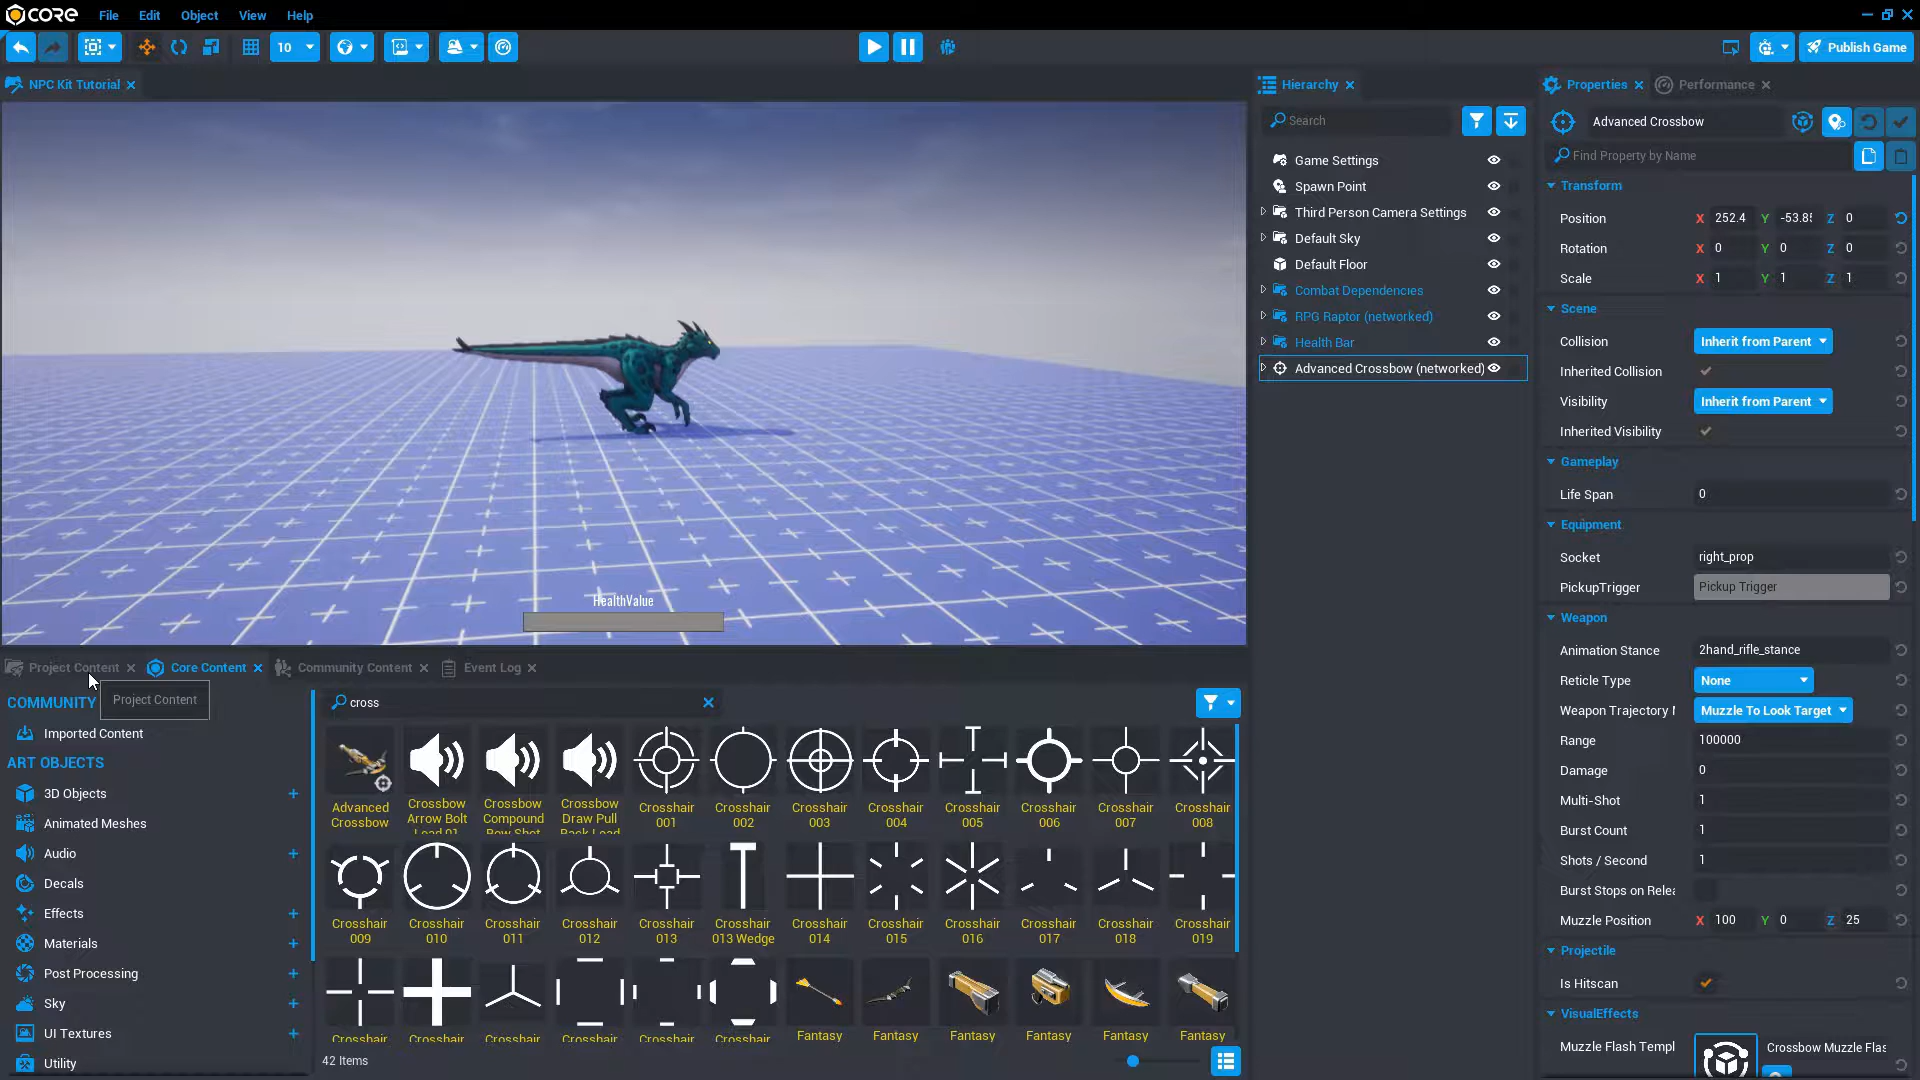 CORE File Edit Object View Help
10 Publish Game
NPC Kit Tutorial Hierarchy Properties Performance
Search
Advanced Crossbow
Find Property by Name
Game Settings
Spawn Point
Third Person Camera Settings
Default Sky
Default Floor
Combat Dependencies
RPG Raptor (networked)
Health Bar
Advanced Crossbow (networked)
Transform
Position X 252.4 Y -53.85 Z 0
Rotation X 0 Y 0 Z 0
Scale X 1 Y 1 Z 1
Scene
Collision Inherit from Parent
Inherited Collision
Visibility Inherit from Parent
Inherited Visibility
Gameplay
Life Span 0
Equipment
Socket right_prop
PickupTrigger Pickup Trigger
Weapon
Animation Stance 2hand_rifle_stance
Reticle Type None
Weapon Trajectory Muzzle To Look Target
Range 100000
Damage 0
Multi-Shot 1
Burst Count 1
Shots / Second 1
Burst Stops on Relea
Muzzle Position X 100 Y 0 Z 25
Projectile
Is Hitscan
VisualEffects
Muzzle Flash Templ Crossbow Muzzle Flas
HealthValue
Project Content Core Content Community Content Event Log
Project Content
COMMUNITY
Imported Content
ART OBJECTS
3D Objects
Animated Meshes
Audio
Decals
Effects
Materials
Post Processing
Sky
UI Textures
Utility
cross
Advanced Crossbow
Crossbow Arrow Bolt Load 01
Crossbow Compound Bow Shot
Crossbow Draw Pull Back Load
Crosshair 001
Crosshair 002
Crosshair 003
Crosshair 004
Crosshair 005
Crosshair 006
Crosshair 007
Crosshair 008
Crosshair 009
Crosshair 010
Crosshair 011
Crosshair 012
Crosshair 013
Crosshair 013 Wedge
Crosshair 014
Crosshair 015
Crosshair 016
Crosshair 017
Crosshair 018
Crosshair 019
Crosshair Crosshair Crosshair Crosshair Crosshair Crosshair Fantasy Fantasy Fantasy Fantasy Fantasy Fantasy
42 Items